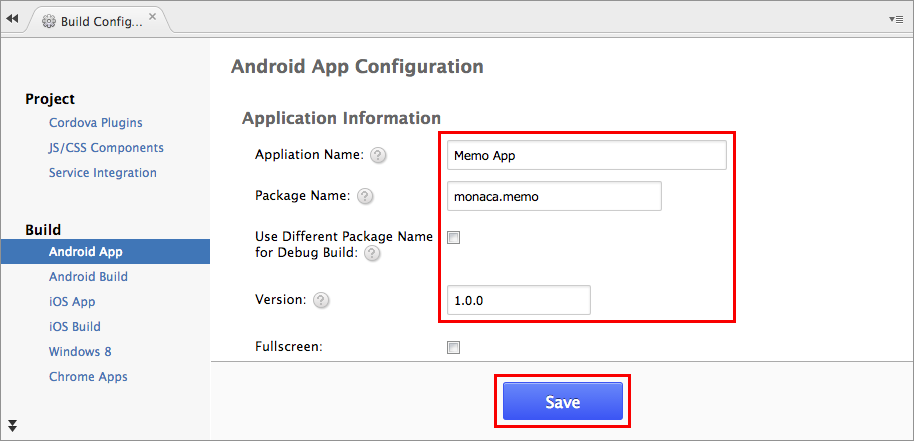 Build Config...
Project
Cordova Plugins
JS/CSS Components
Service Integration
Build
Android App
Android Build
iOS App
iOS Build
Windows 8
Chrome Apps
Android App Configuration
Application Information
Appliation Name: ?
Memo App
Package Name: ?
monaca.memo
Use Different Package Name
for Debug Build: ?
Version: ?
1.0.0
Fullscreen:
Save